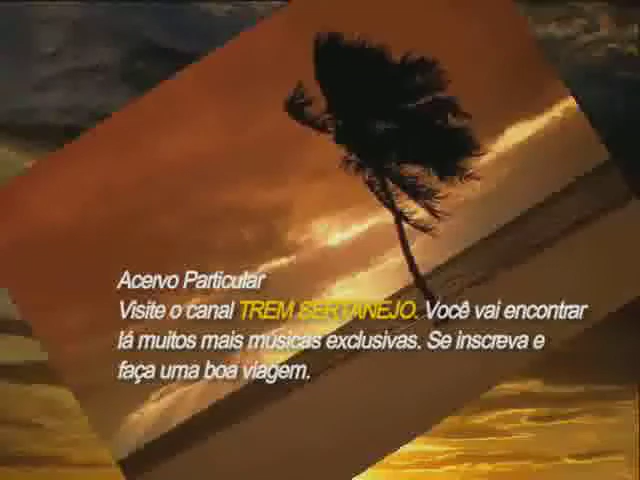 Acervo Particular
Visite o canal TREM SERTANEJO. Você vai encontrar
lá muitos mais músicas exclusivas. Se inscreva e
faça uma boa viagem.